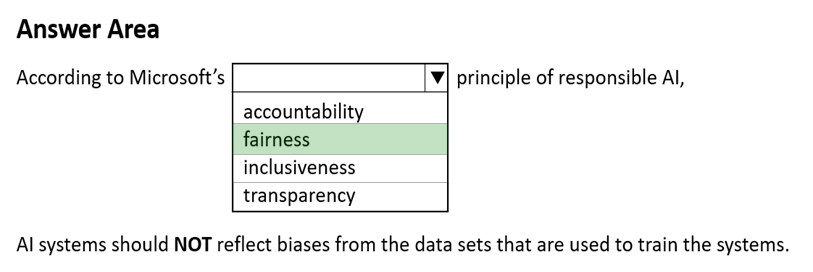 Answer Area
According to Microsoft's ▼ principle of responsible AI,
accountability
fairness
inclusiveness
transparency
AI systems should NOT reflect biases from the data sets that are used to train the systems.